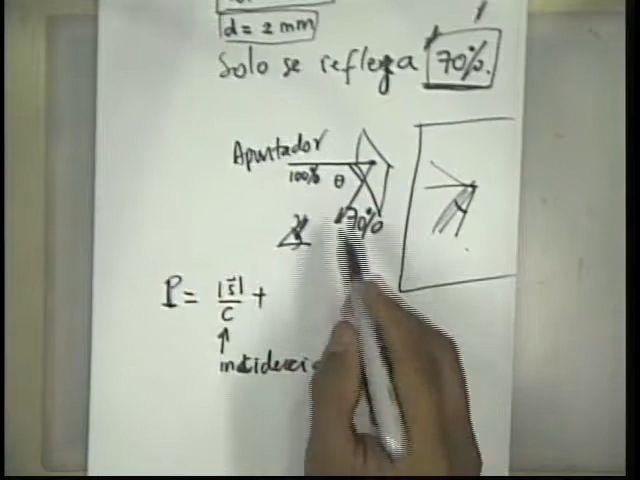 d = 2 mm
Solo se refleja 70%.
Apuntador
100% θ
70%
P = |S⃗|/C +
↑
incidencia